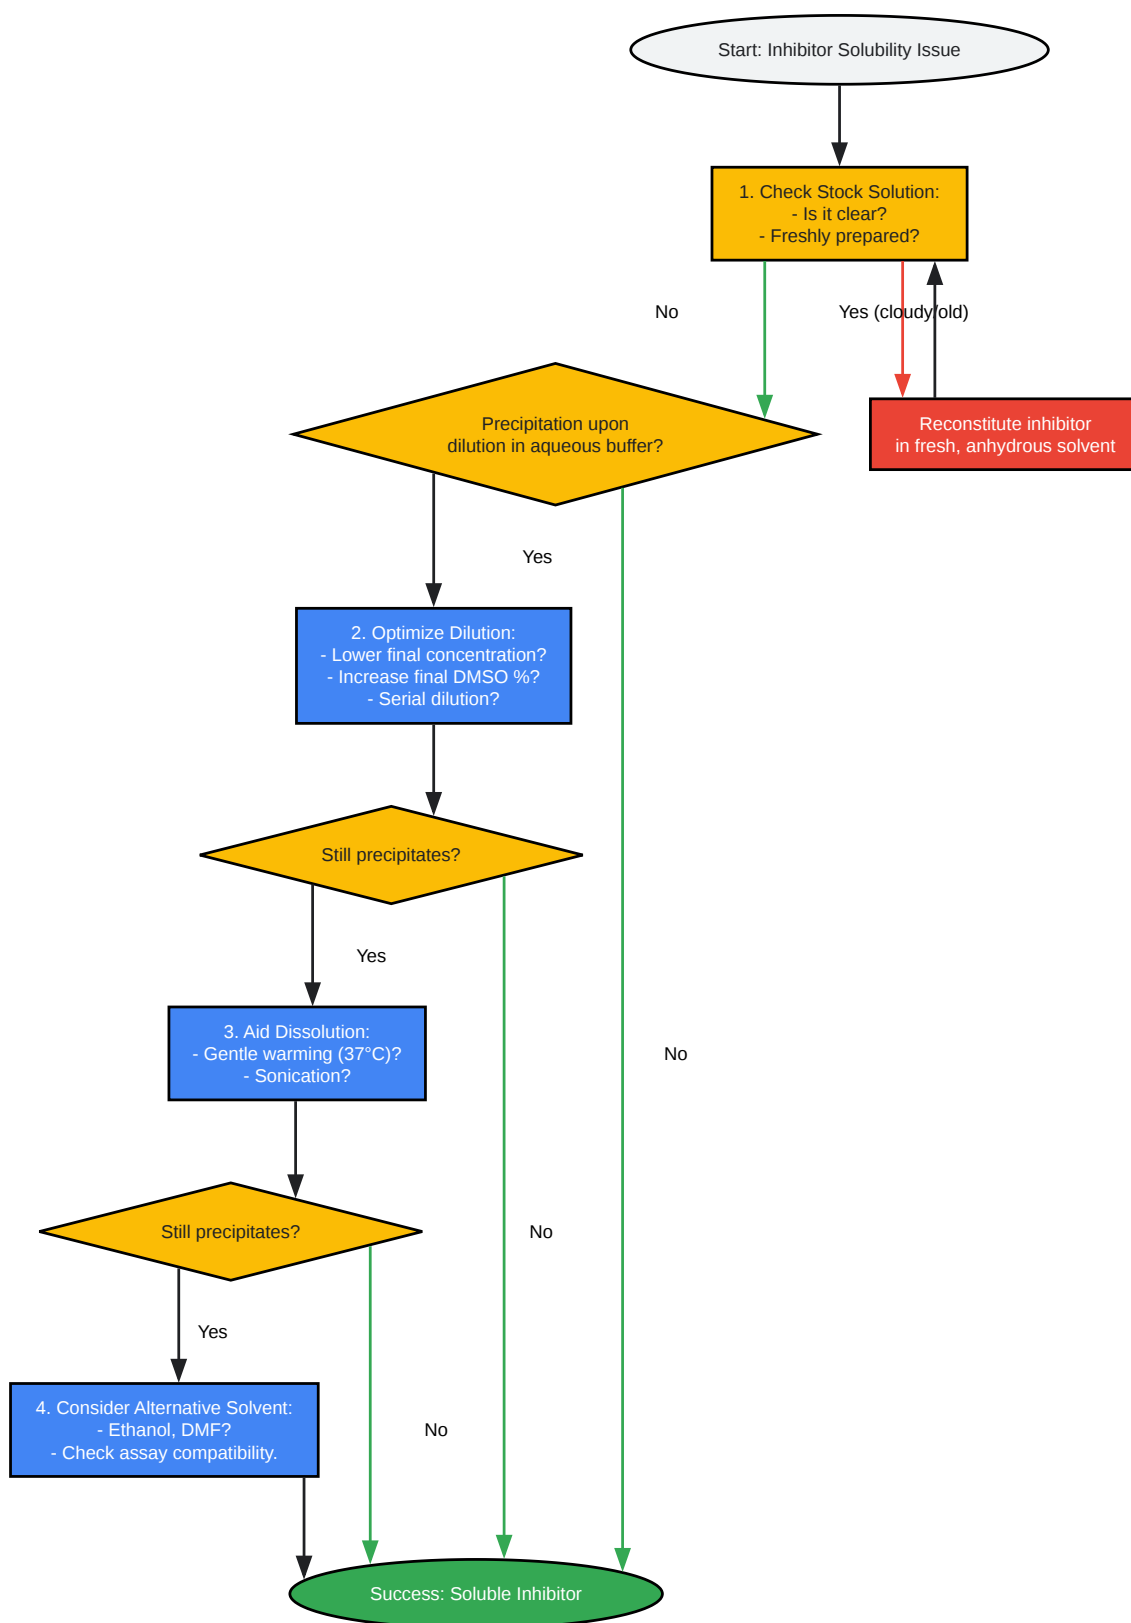 Start: Inhibitor Solubility Issue
1. Check Stock Solution:
- Is it clear?
- Freshly prepared?
No
Yes (cloudy/old)
Precipitation upon
dilution in aqueous buffer?
Reconstitute inhibitor
in fresh, anhydrous solvent
Yes
2. Optimize Dilution:
- Lower final concentration?
- Increase final DMSO %?
- Serial dilution?
Still precipitates?
Yes
3. Aid Dissolution:
- Gentle warming (37°C)?
- Sonication?
No
Still precipitates?
No
Yes
4. Consider Alternative Solvent:
- Ethanol, DMF?
- Check assay compatibility.
No
Success: Soluble Inhibitor